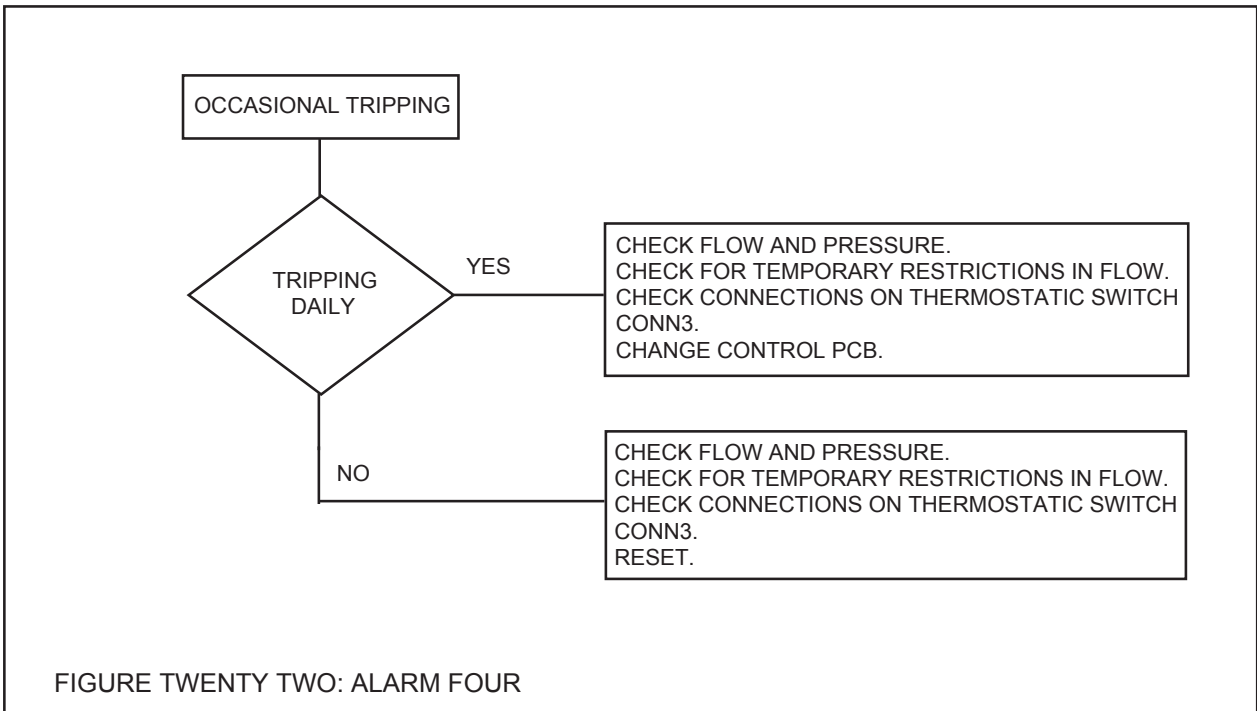 OCCASIONAL TRIPPING
TRIPPING
DAILY
YES
CHECK FLOW AND PRESSURE.
CHECK FOR TEMPORARY RESTRICTIONS IN FLOW.
CHECK CONNECTIONS ON THERMOSTATIC SWITCH
CONN3.
CHANGE CONTROL PCB.
NO
CHECK FLOW AND PRESSURE.
CHECK FOR TEMPORARY RESTRICTIONS IN FLOW.
CHECK CONNECTIONS ON THERMOSTATIC SWITCH
CONN3.
RESET.
FIGURE TWENTY TWO: ALARM FOUR